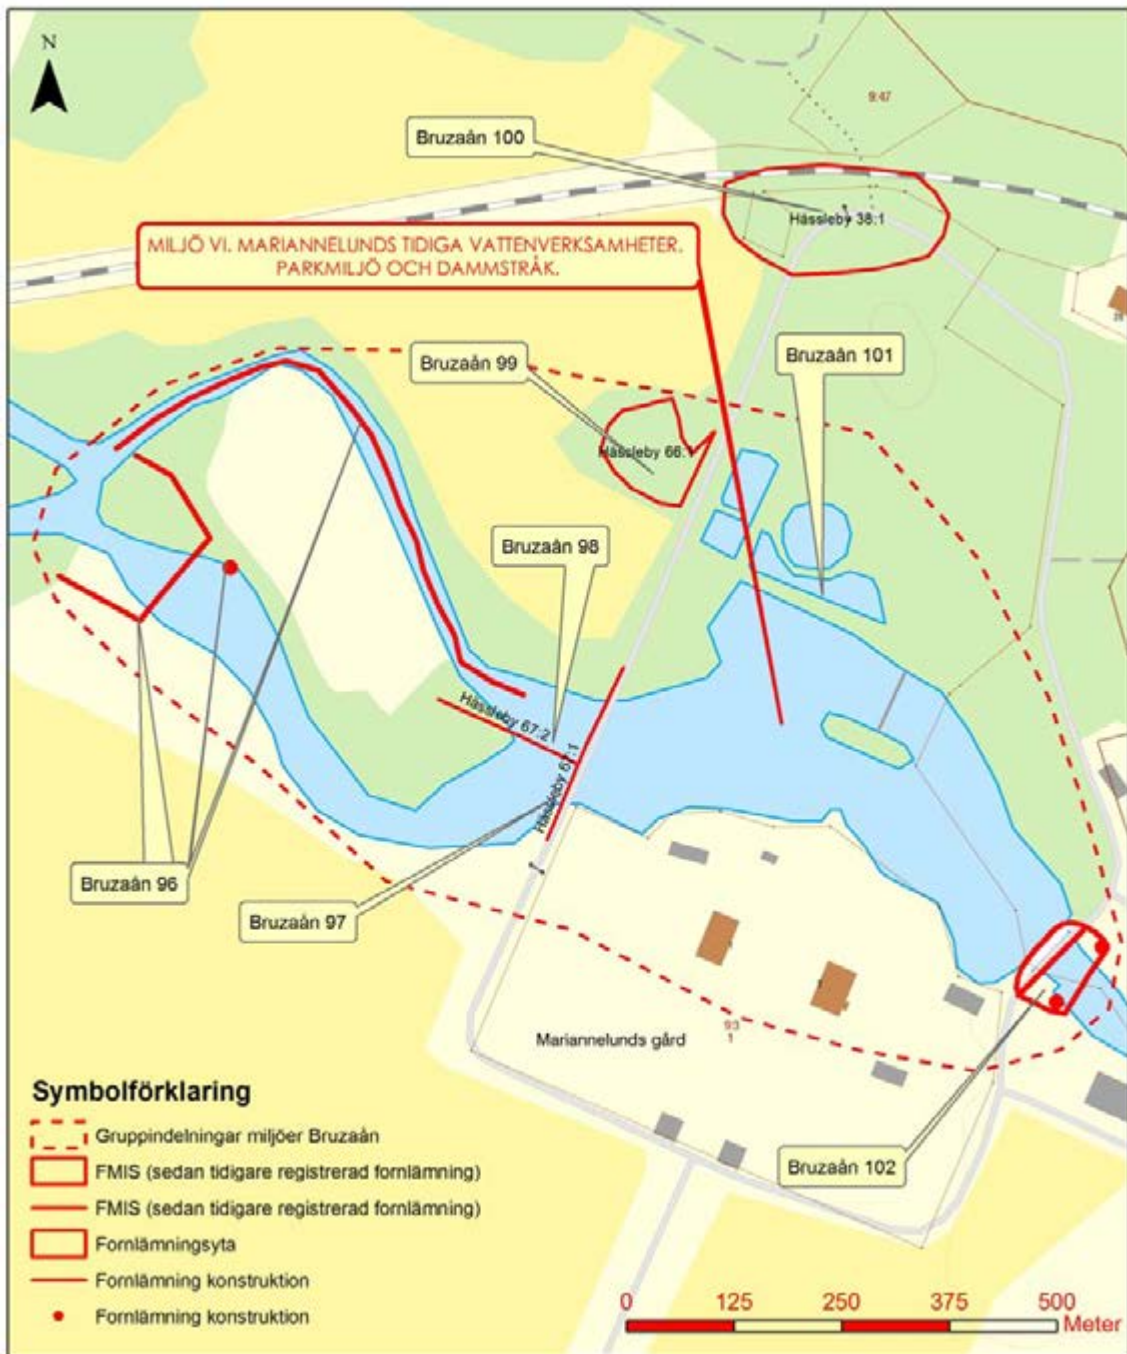 N
9:47
Bruzaån 100
Hässleby 38:1
MILJÖ VI. MARIANNELUNDS TIDIGA VATTENVERKSAMHETER.
PARKMILJÖ OCH DAMMSTRÅK.
Bruzaån 99
Bruzaån 101
Hässleby 66:1
Bruzaån 98
Hässleby 67:2
Hässleby 67:1
Bruzaån 96
Bruzaån 97
Mariannelunds gård
9:3
1
Bruzaån 102
Symbolförklaring
Gruppindelningar miljöer Bruzaån
FMIS (sedan tidigare registrerad fornlämning)
FMIS (sedan tidigare registrerad fornlämning)
Fornlämningsyta
Fornlämning konstruktion
Fornlämning konstruktion
0 125 250 375 500
Meter